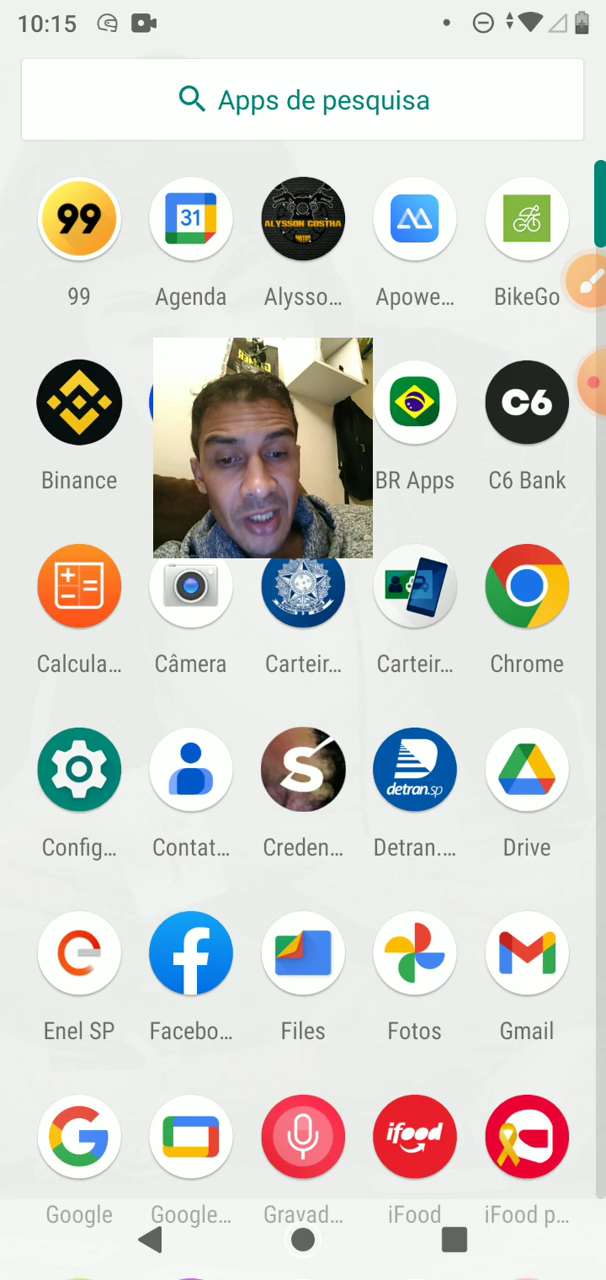 10:15
Apps de pesquisa
99
31
ALYSSON COSTHA
99
Agenda
Alysso...
Apowe...
BikeGo
C6
Binance
BR Apps
C6 Bank
Calcula...
Câmera
Carteir...
Carteir...
Chrome
S
detran.sp
Config...
Contat...
Creden...
Detran....
Drive
Enel SP
Facebo...
Files
Fotos
Gmail
ifood
Google
Google...
Gravad...
iFood
iFood p...